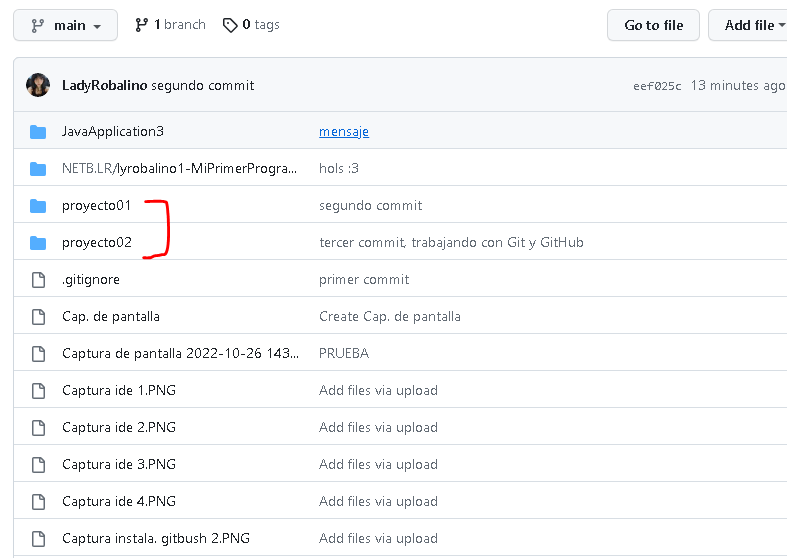 main 1 branch 0 tags Go to file Add file
LadyRobalino segundo commit eef025c 13 minutes ago
JavaApplication3 mensaje
NETB.LR/lyrobalino1-MiPrimerProgra... hols :3
proyecto01 segundo commit
proyecto02 tercer commit, trabajando con Git y GitHub
.gitignore primer commit
Cap. de pantalla Create Cap. de pantalla
Captura de pantalla 2022-10-26 143... PRUEBA
Captura ide 1.PNG Add files via upload
Captura ide 2.PNG Add files via upload
Captura ide 3.PNG Add files via upload
Captura ide 4.PNG Add files via upload
Captura instala. gitbush 2.PNG Add files via upload